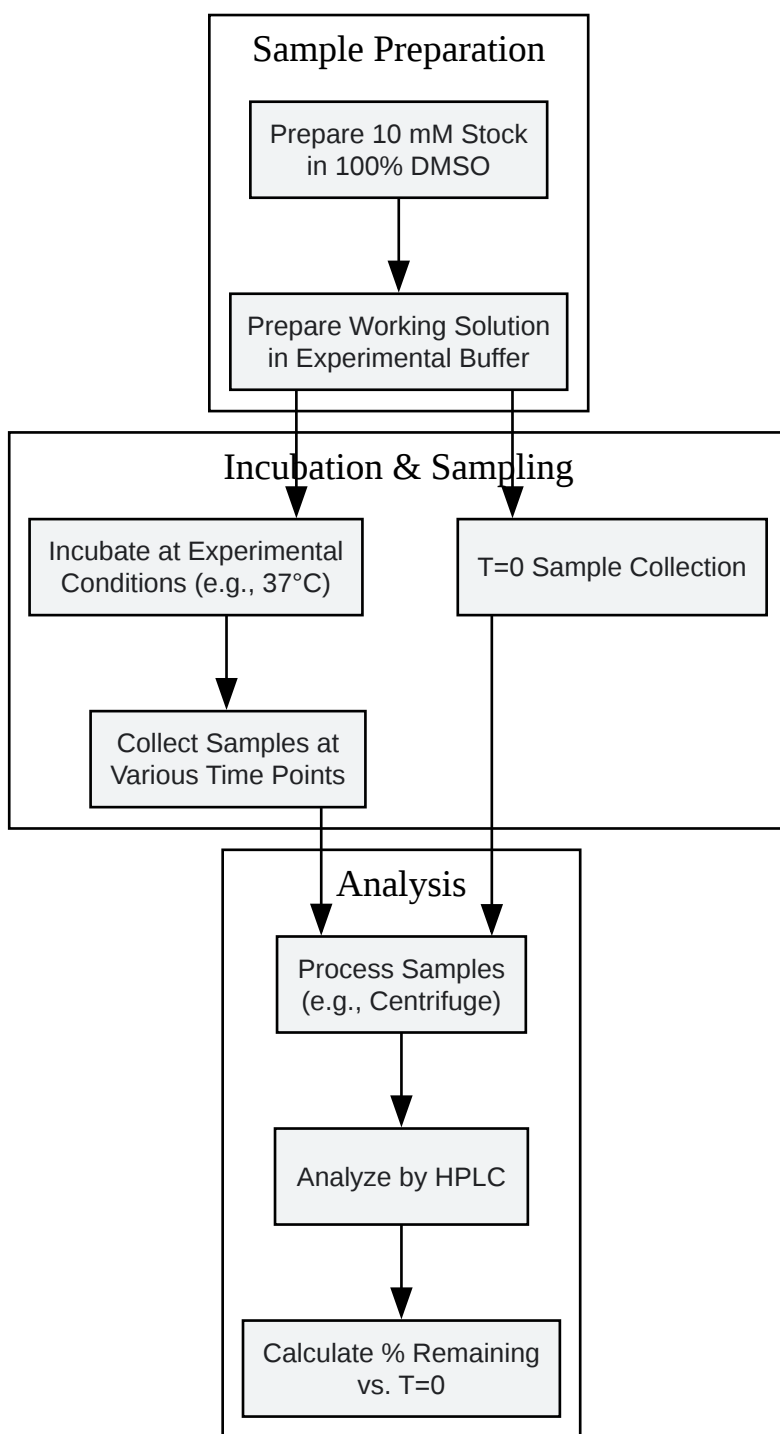 Sample Preparation
Prepare 10 mM Stock
in 100% DMSO
Prepare Working Solution
in Experimental Buffer
Incubation & Sampling
Incubate at Experimental
Conditions (e.g., 37°C)
T=0 Sample Collection
Collect Samples at
Various Time Points
Analysis
Process Samples
(e.g., Centrifuge)
Analyze by HPLC
Calculate % Remaining
vs. T=0